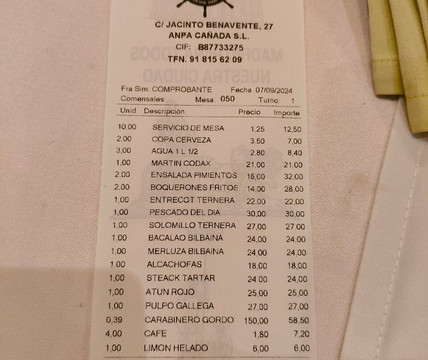 C/ JACINTO BENAVENTE, 27
ANPA CAÑADA S.L.
CIF: B87733275
TFN. 91 815 62 09
Fra Sim. COMPROBANTE Fecha 07/09/2024
Comensales Mesa 050 Turno: 1
Unid Descripción Precio Importe
10,00 SERVICIO DE MESA 1,25 12,50
2,00 COPA CERVEZA 3,50 7,00
3,00 AGUA 1 L 1/2 2,80 8,40
1,00 MARTIN CODAX 21,00 21,00
2,00 ENSALADA PIMIENTOS 16,00 32,00
2,00 BOQUERONES FRITOS 14,00 28,00
1,00 ENTRECOT TERNERA 22,00 22,00
1,00 PESCADO DEL DIA 30,00 30,00
1,00 SOLOMILLO TERNERA 27,00 27,00
1,00 BACALAO BILBAINA 24,00 24,00
1,00 MERLUZA BILBAINA 24,00 24,00
1,00 ALCACHOFAS 18,00 18,00
1,00 STEACK TARTAR 24,00 24,00
1,00 ATUN ROJO 25,00 25,00
1,00 PULPO GALLEGA 27,00 27,00
0,39 CARABINERO GORDO 150,00 58,50
4,00 CAFE 1,80 7,20
1,00 LIMON HELADO 6,00 6,00